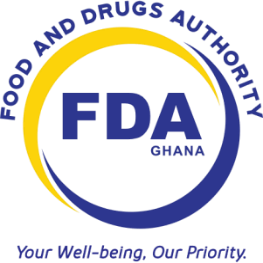 FOOD AND DRUGS AUTHORITY
FDA
GHANA
Your Well-being, Our Priority.